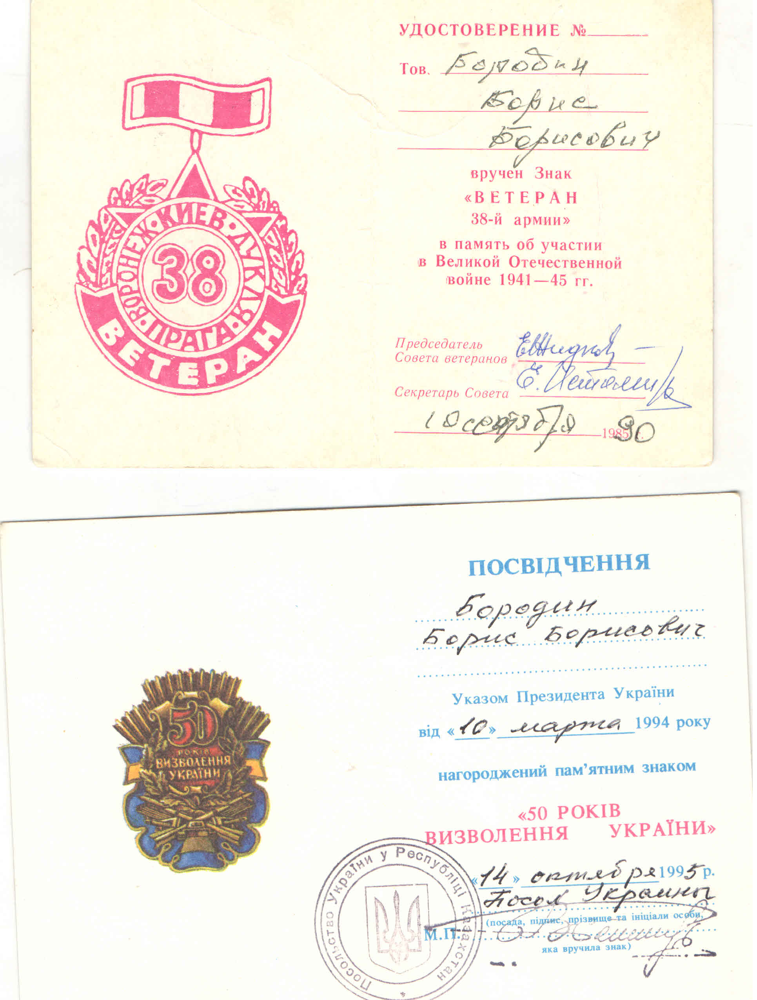 КИЕВ · ДУКЛЯ · ПРАГА · ВОРОНЕЖ
38
ВЕТЕРАН
УДОСТОВЕРЕНИЕ №
Тов. Бородин
Борис
Борисович
вручен Знак
«ВЕТЕРАН
38-й армии»
в память об участии
в Великой Отечественной
войне 1941—45 гг.
Председатель
Совета ветеранов
Секретарь Совета
18 сентября 1985 г. 90
50
РОКІВ
ВИЗВОЛЕННЯ
УКРАЇНИ
ПОСВІДЧЕННЯ
Бородин
Борис Борисович
Указом Президента України
від «10» марта 1994 року
нагороджений пам’ятним знаком
«50 РОКІВ
ВИЗВОЛЕННЯ УКРАЇНИ»
«14» октября 1995 р.
Посол Украины
(посада, підпис, прізвище та ініціали особи,
М.П.
яка вручила знак)
Посольство України у Республіці Казахстан